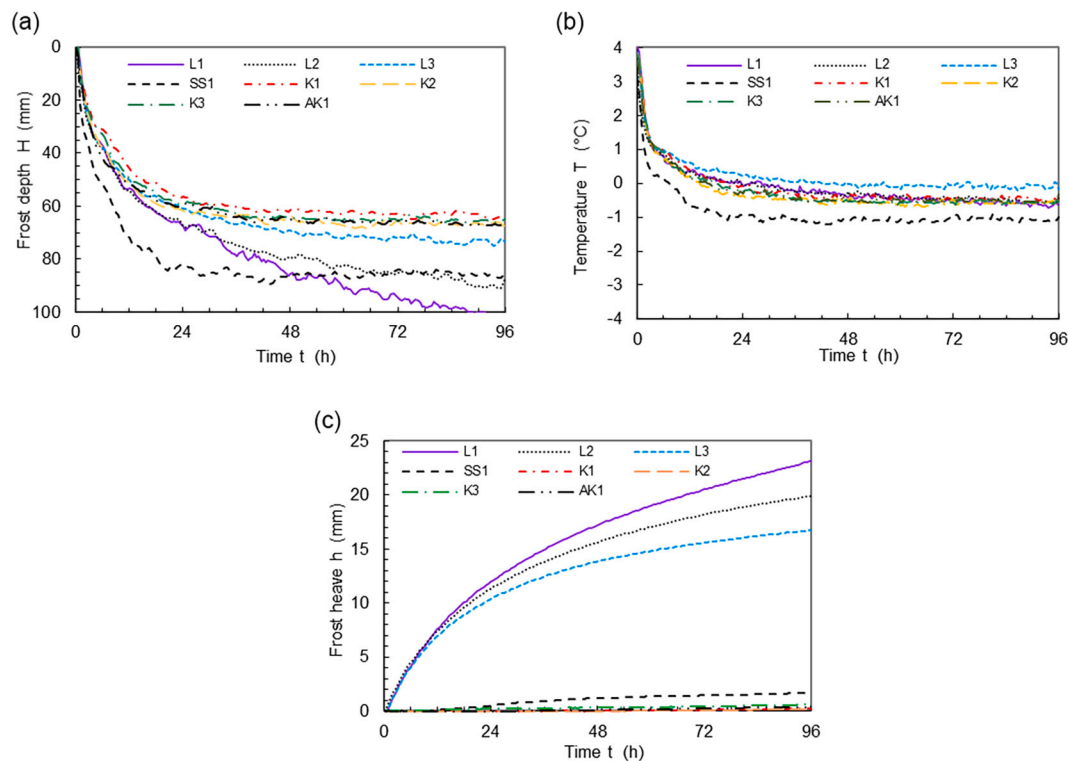 (a)
0
20
40
60
80
100
Frost depth H (mm)
L1 L2 L3
SS1 K1 K2
K3 AK1
0 24 48 72 96
Time t (h)
(b)
4
3
2
1
0
-1
-2
-3
-4
Temperature T (°C)
L1 L2 L3
SS1 K1 K2
K3 AK1
0 24 48 72 96
Time t (h)
(c)
25
20
15
10
5
0
Frost heave h (mm)
L1 L2 L3
SS1 K1 K2
K3 AK1
0 24 48 72 96
Time t (h)